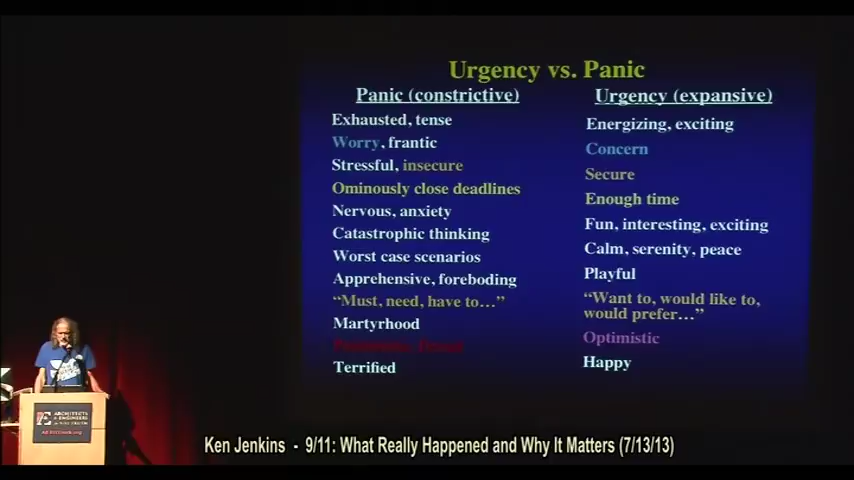 Urgency vs. Panic
Panic (constrictive)
Exhausted, tense
Worry, frantic
Stressful, insecure
Ominously close deadlines
Nervous, anxiety
Catastrophic thinking
Worst case scenarios
Apprehensive, foreboding
“Must, need, have to…”
Martyrhood
Terrified
Urgency (expansive)
Energizing, exciting
Concern
Secure
Enough time
Fun, interesting, exciting
Calm, serenity, peace
Playful
“Want to, would like to,
would prefer…”
Optimistic
Happy
ARCHITECTS
& ENGINEERS
Ken Jenkins - 9/11: What Really Happened and Why It Matters (7/13/13)